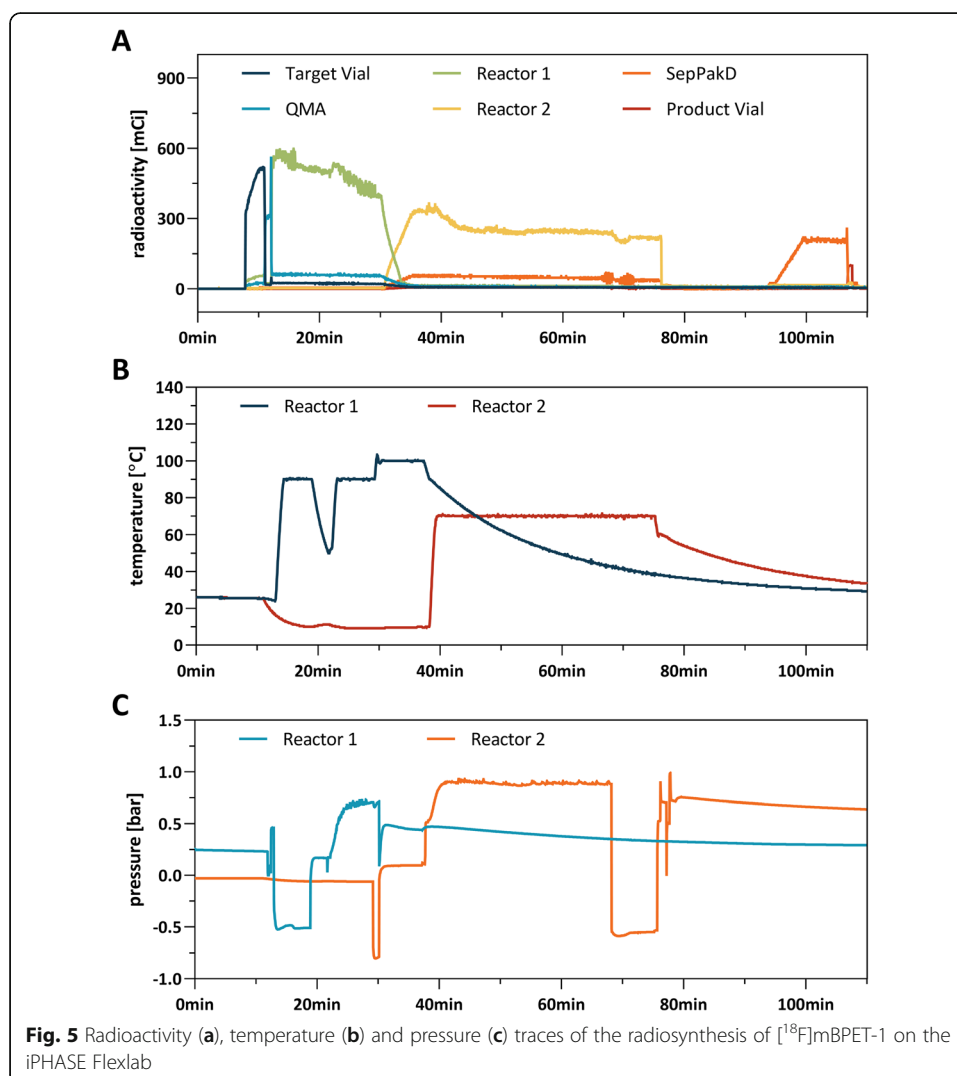 A
Target Vial Reactor 1 SepPakD
QMA Reactor 2 Product Vial
radioactivity [mCi]
900
600
300
0
0min 20min 40min 60min 80min 100min
B
Reactor 1 Reactor 2
temperature [°C]
140
120
100
80
60
40
20
0
0min 20min 40min 60min 80min 100min
C
Reactor 1 Reactor 2
pressure [bar]
1.5
1.0
0.5
0.0
-0.5
-1.0
0min 20min 40min 60min 80min 100min
Fig. 5 Radioactivity (a), temperature (b) and pressure (c) traces of the radiosynthesis of [¹⁸F]mBPET-1 on the
iPHASE Flexlab